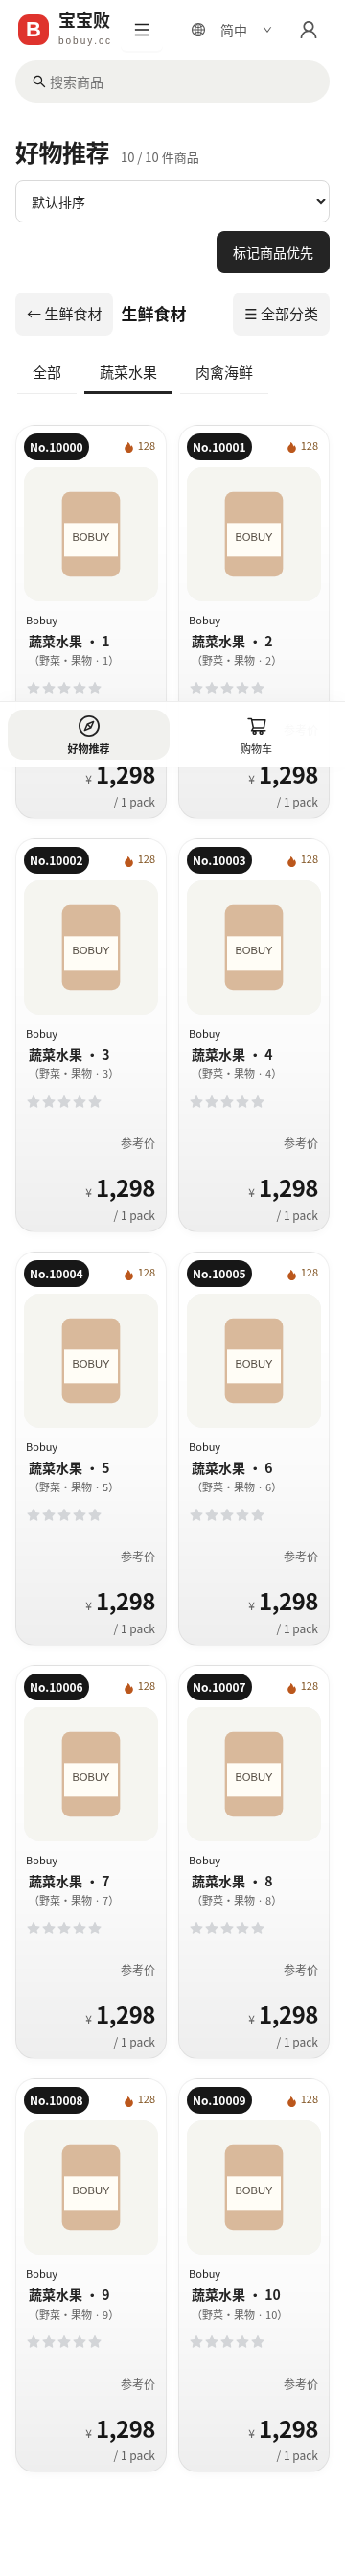 B 宝宝败
bobuy.cc
简中
搜索商品
好物推荐 10 / 10 件商品
默认排序
标记商品优先
← 生鲜食材 生鲜食材 ☰ 全部分类
全部 蔬菜水果 肉禽海鲜
No.10000 128 No.10001 128
BOBUY BOBUY
Bobuy Bobuy
蔬菜水果 · 1 蔬菜水果 · 2
（野菜・果物 · 1） （野菜・果物 · 2）
好物推荐 购物车
¥ 1,298 ¥ 1,298
/ 1 pack / 1 pack
No.10002 128 No.10003 128
BOBUY BOBUY
Bobuy Bobuy
蔬菜水果 · 3 蔬菜水果 · 4
（野菜・果物 · 3） （野菜・果物 · 4）
参考价 参考价
¥ 1,298 ¥ 1,298
/ 1 pack / 1 pack
No.10004 128 No.10005 128
BOBUY BOBUY
Bobuy Bobuy
蔬菜水果 · 5 蔬菜水果 · 6
（野菜・果物 · 5） （野菜・果物 · 6）
参考价 参考价
¥ 1,298 ¥ 1,298
/ 1 pack / 1 pack
No.10006 128 No.10007 128
BOBUY BOBUY
Bobuy Bobuy
蔬菜水果 · 7 蔬菜水果 · 8
（野菜・果物 · 7） （野菜・果物 · 8）
参考价 参考价
¥ 1,298 ¥ 1,298
/ 1 pack / 1 pack
No.10008 128 No.10009 128
BOBUY BOBUY
Bobuy Bobuy
蔬菜水果 · 9 蔬菜水果 · 10
（野菜・果物 · 9） （野菜・果物 · 10）
参考价 参考价
¥ 1,298 ¥ 1,298
/ 1 pack / 1 pack